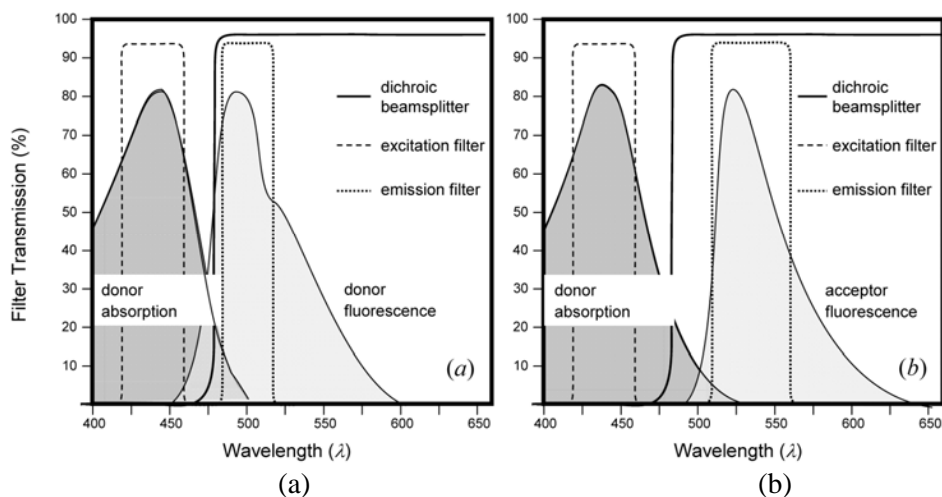 Filter Transmission (%)
100
90
80
70
60
50
40
30
20
10
dichroic
beamsplitter
excitation filter
emission filter
donor
absorption
donor
fluorescence
(a)
400 450 500 550 600 650
Wavelength (λ)
(a)
100
90
80
70
60
50
40
30
20
10
dichroic
beamsplitter
excitation filter
emission filter
donor
absorption
acceptor
fluorescence
(b)
400 450 500 550 600 650
Wavelength (λ)
(b)